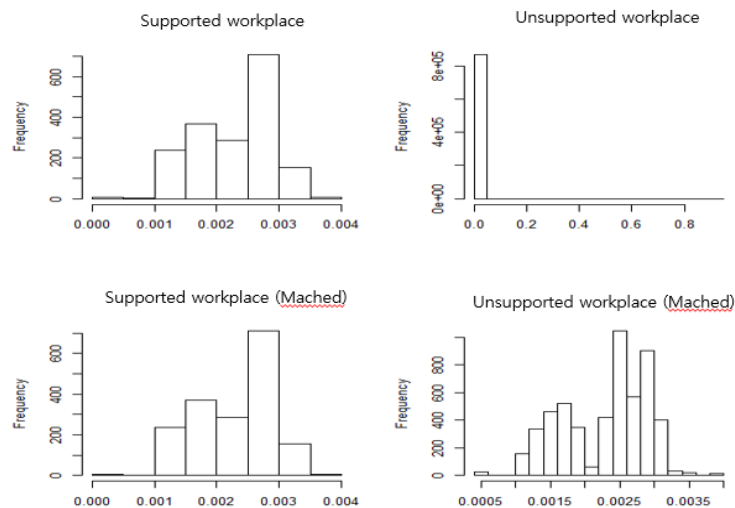 Supported workplace
Unsupported workplace
Frequency
0 200 400 600
0.000 0.001 0.002 0.003 0.004
Frequency
0e+00 4e+05 8e+05
0.0 0.2 0.4 0.6 0.8
Supported workplace (Mached)
Unsupported workplace (Mached)
Frequency
0 200 400 600
0.000 0.001 0.002 0.003 0.004
Frequency
0 200 400 600 800
0.0005 0.0015 0.0025 0.0035